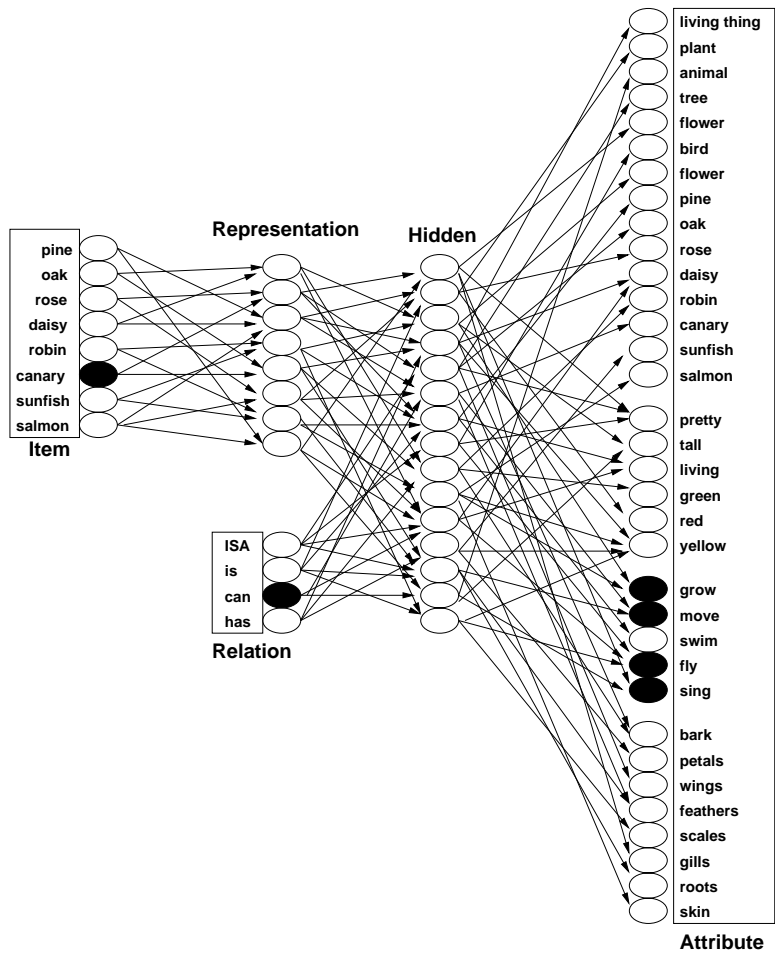 Item
pine
oak
rose
daisy
robin
canary
sunfish
salmon
Representation
Hidden
Relation
ISA
is
can
has
living thing
plant
animal
tree
flower
bird
flower
pine
oak
rose
daisy
robin
canary
sunfish
salmon
pretty
tall
living
green
red
yellow
grow
move
swim
fly
sing
bark
petals
wings
feathers
scales
gills
roots
skin
Attribute